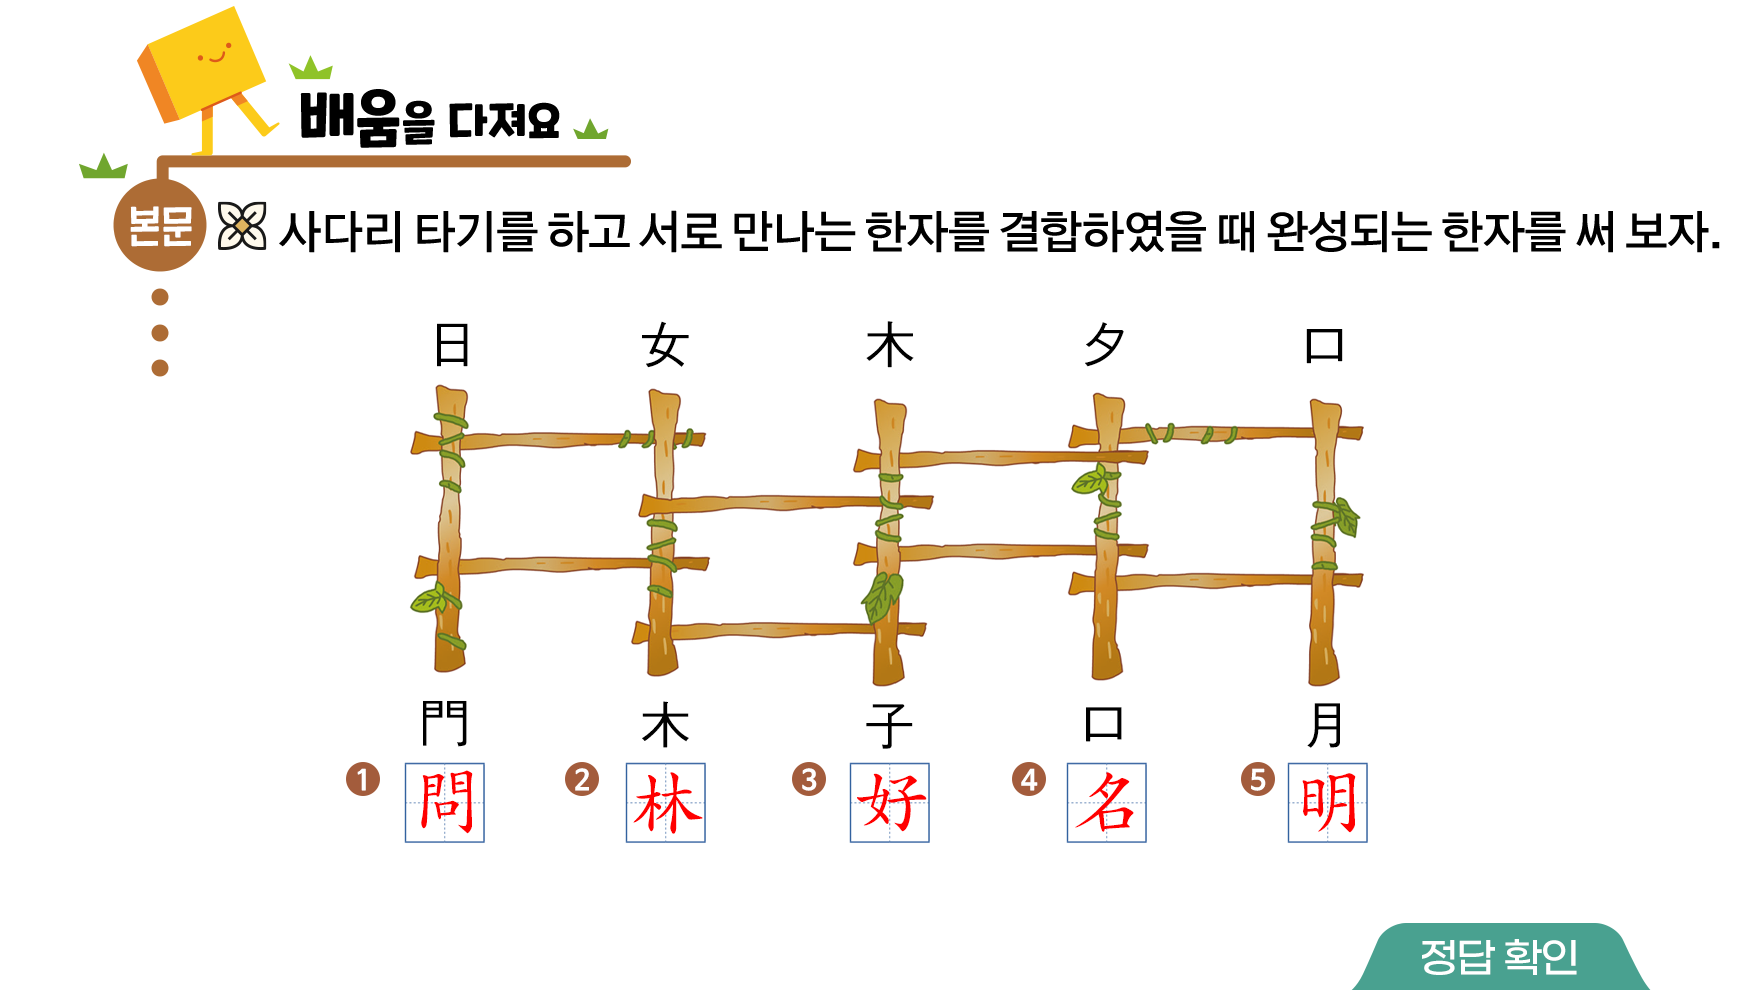 배움을 다져요
본문 사다리 타기를 하고 서로 만나는 한자를 결합하였을 때 완성되는 한자를 써 보자.
日 女 木 夕 口
門 木 子 口 月
1 問 2 林 3 好 4 名 5 明
정답 확인